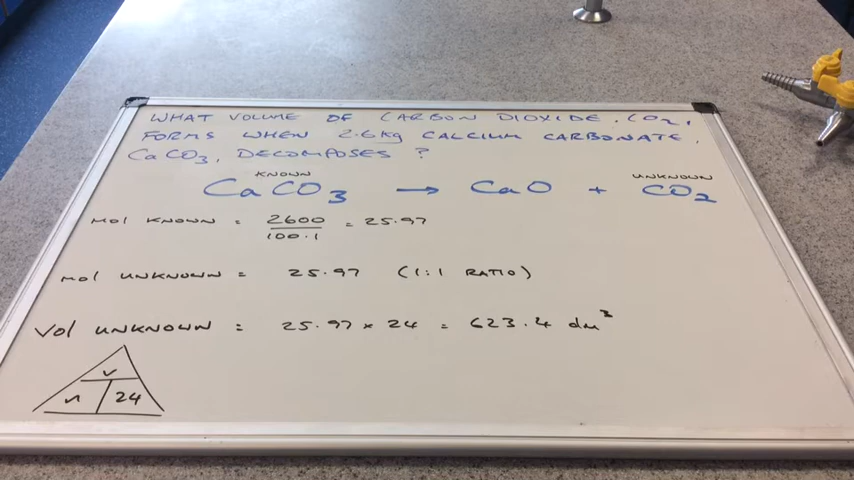 WHAT VOLUME OF CARBON DIOXIDE, CO₂,
FORMS WHEN 2.6Kg CALCIUM CARBONATE,
CaCO₃, DECOMPOSES ?
KNOWN UNKNOWN
CaCO₃ → CaO + CO₂
mol KNOWN = 2600 / 100.1 = 25.97
mol UNKNOWN = 25.97 (1:1 RATIO)
Vol UNKNOWN = 25.97 x 24 = 623.4 dm³
V
n 24